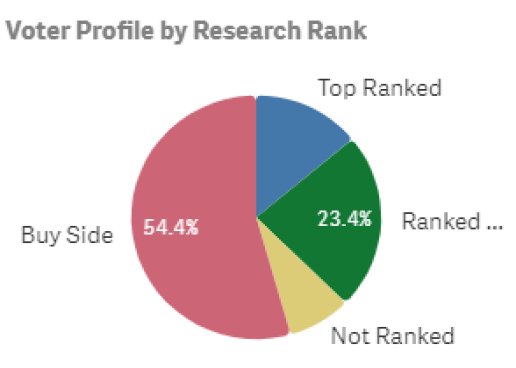 Voter Profile by Research Rank
Top Ranked
23.4%
Ranked ...
54.4%
Buy Side
Not Ranked